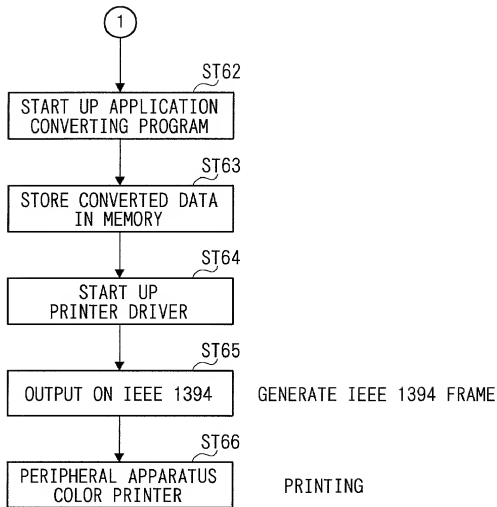 1
ST62
START UP APPLICATION
CONVERTING PROGRAM
ST63
STORE CONVERTED DATA
IN MEMORY
ST64
START UP
PRINTER DRIVER
ST65
OUTPUT ON IEEE 1394
GENERATE IEEE 1394 FRAME
ST66
PERIPHERAL APPARATUS
COLOR PRINTER
PRINTING